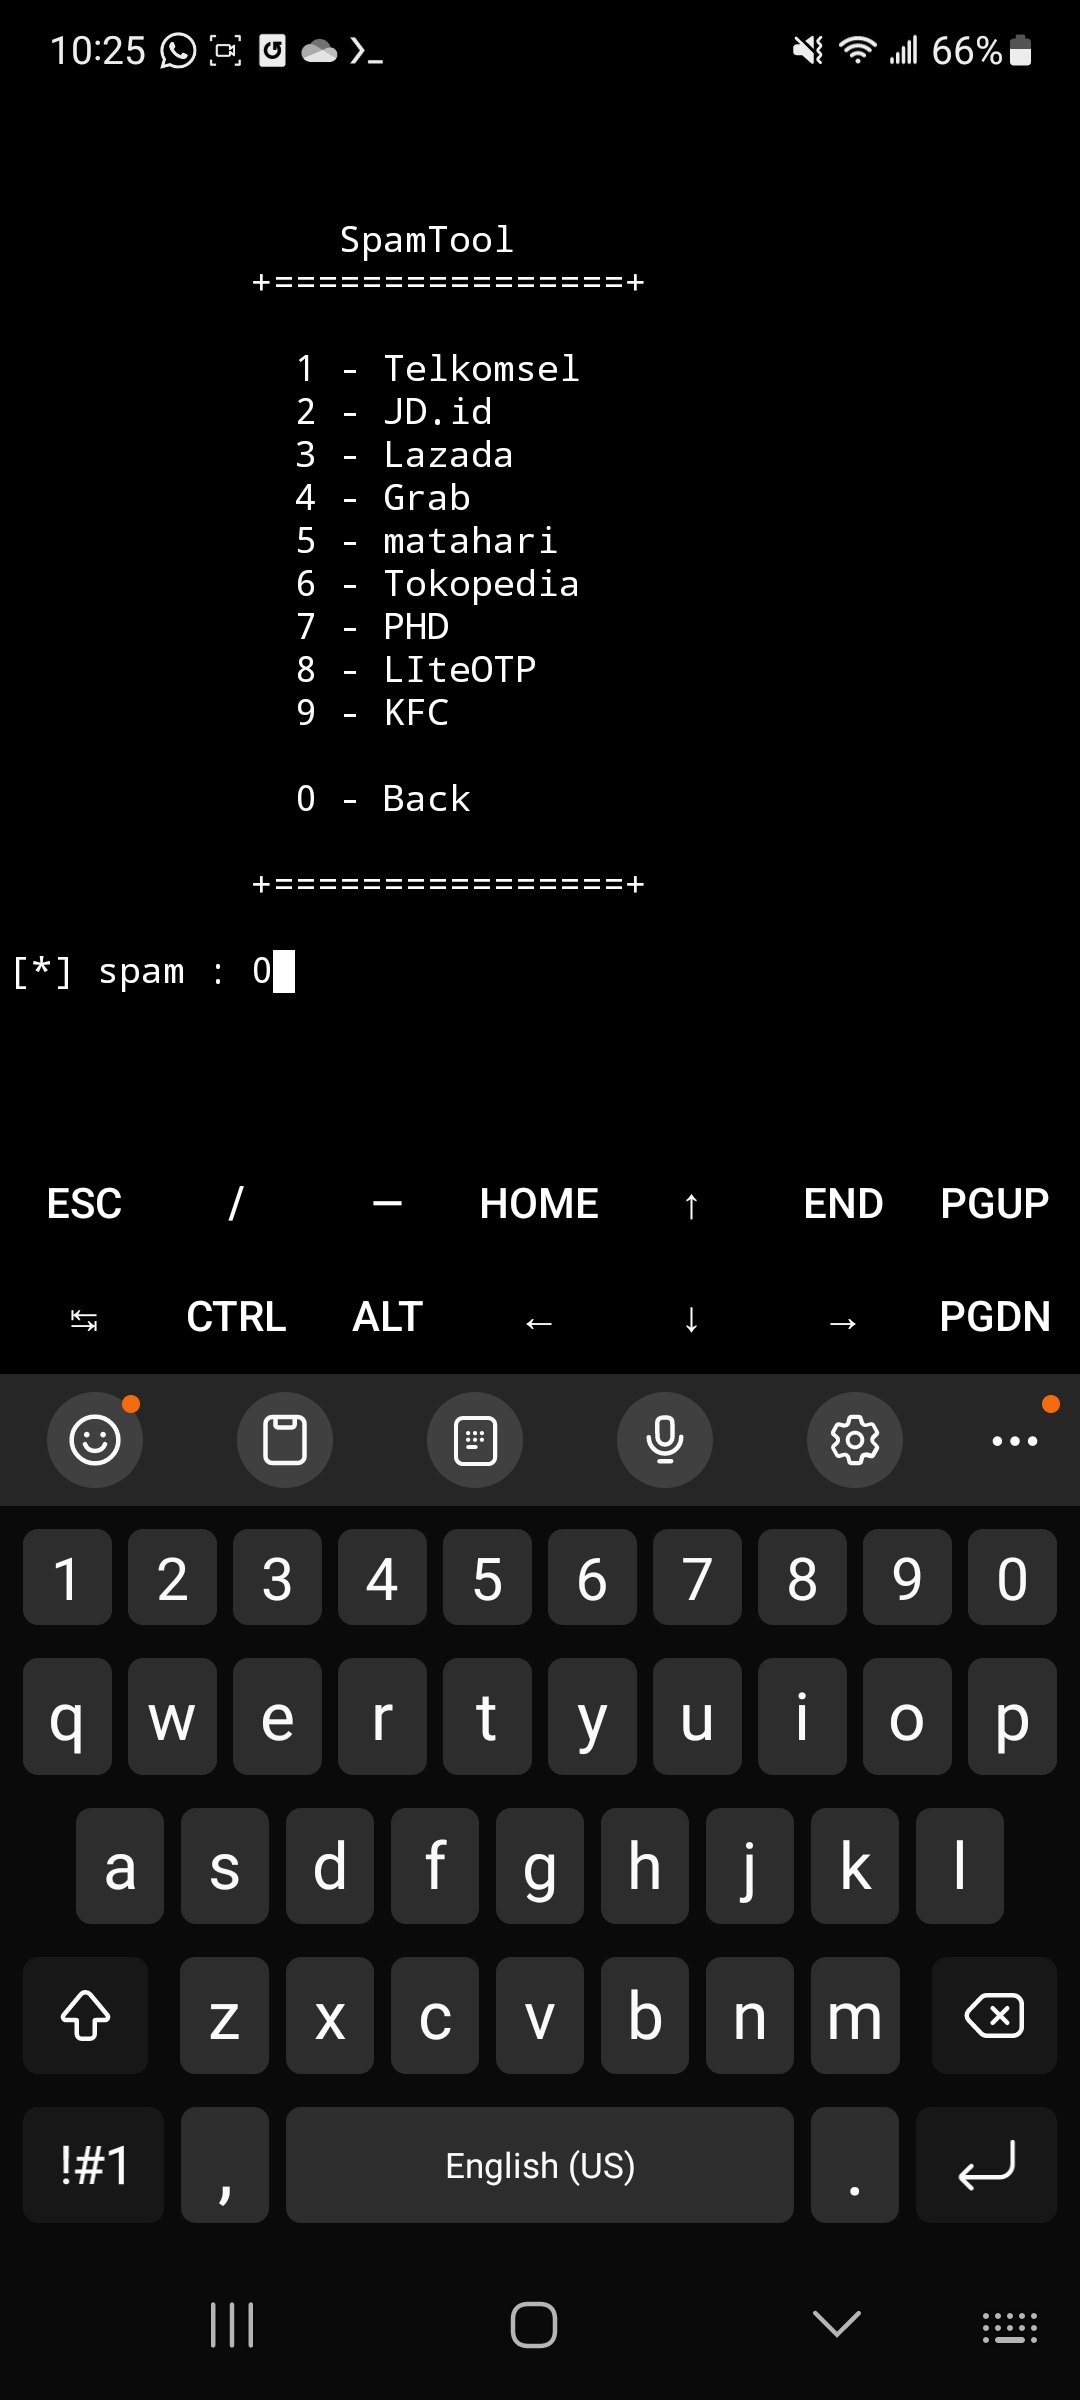 10:25 66%
SpamTool
+================+
1 - Telkomsel
2 - JD.id
3 - Lazada
4 - Grab
5 - matahari
6 - Tokopedia
7 - PHD
8 - LIteOTP
9 - KFC
0 - Back
+================+
[*] spam : 0
ESC / — HOME ↑ END PGUP
↹ CTRL ALT ← ↓ → PGDN
1 2 3 4 5 6 7 8 9 0
q w e r t y u i o p
a s d f g h j k l
z x c v b n m
!#1 , English (US) .